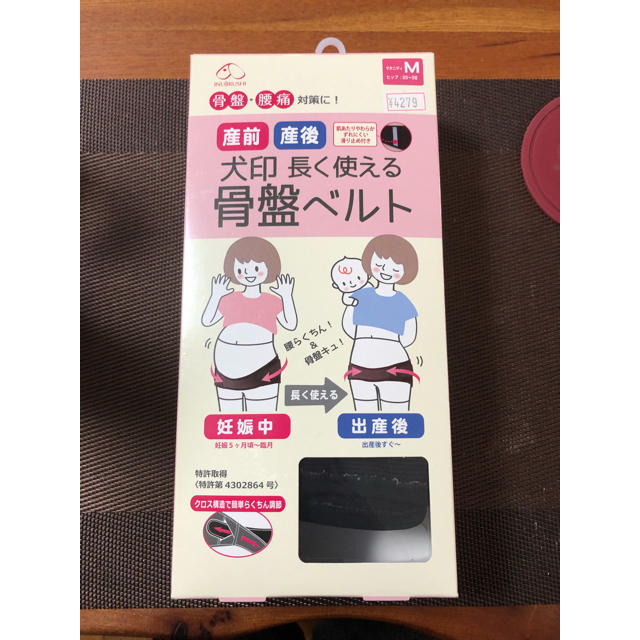 INUJIRUSHI
骨盤・腰痛 対策に！
マタニティ M
ヒップ:85~98
¥4279
産前 産後
肌あたりやわらか
ずれにくい
滑り止め付き
犬印 長く使える
骨盤ベルト
腰らくちん！
&
骨盤キュ！
長く使える
妊娠中
妊娠5ヶ月頃〜臨月
出産後
出産後すぐ〜
特許取得
〈特許第4302864号〉
クロス構造で簡単らくちん調節